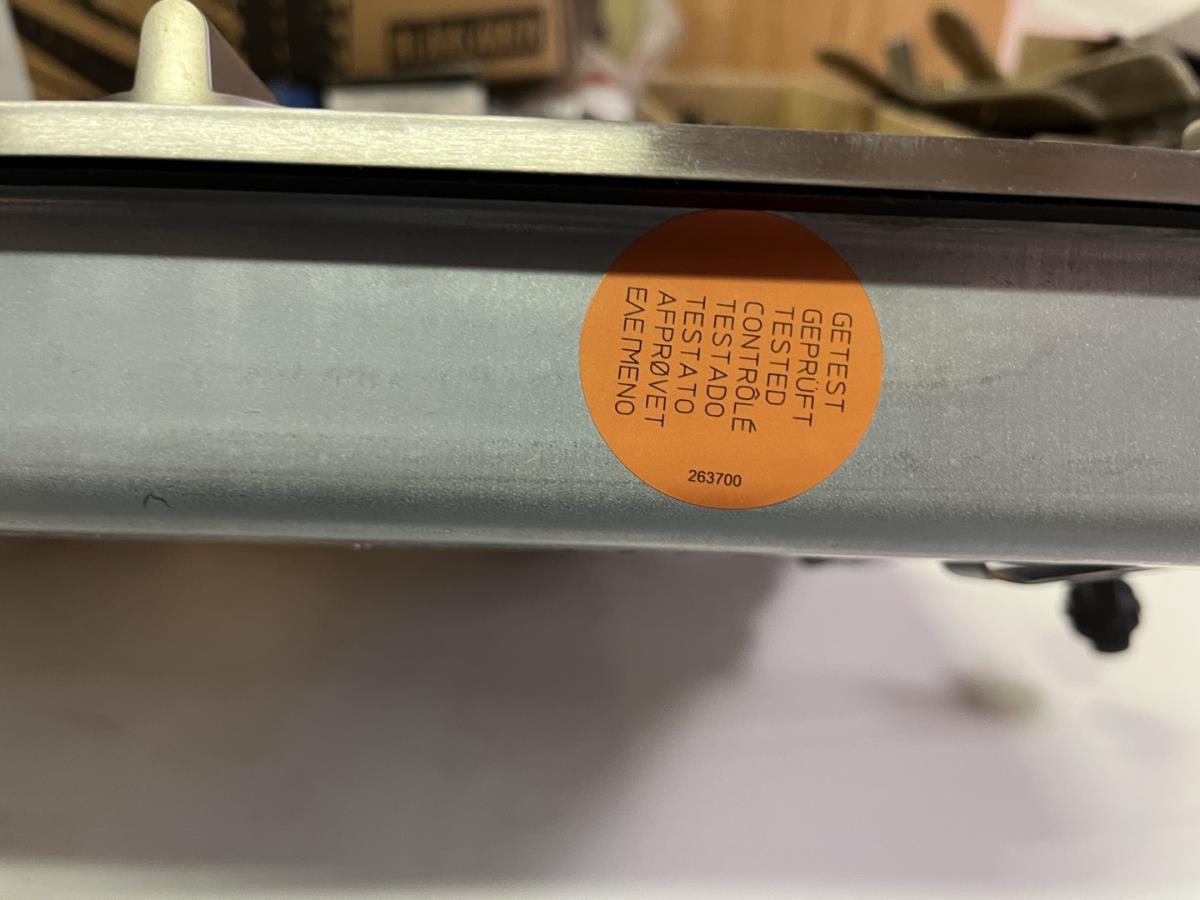 GETEST
GEPRÜFT
TESTED
CONTRÔLÉ
TESTADO
TESTATO
AFPRØVET
ΕΛΕΓΜΕΝΟ
263700